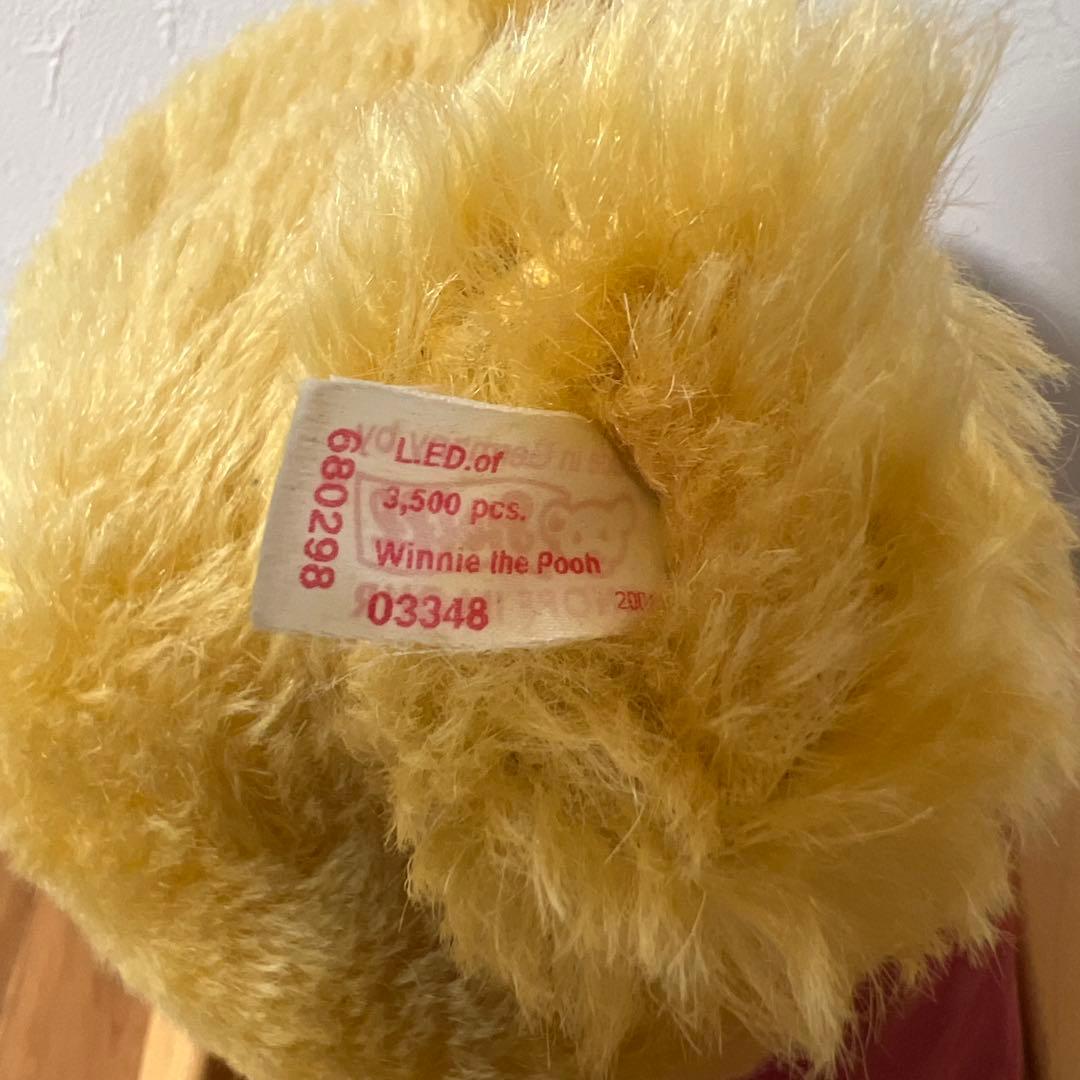 L.ED.of
3,500 pcs.
Winnie the Pooh
03348
680298